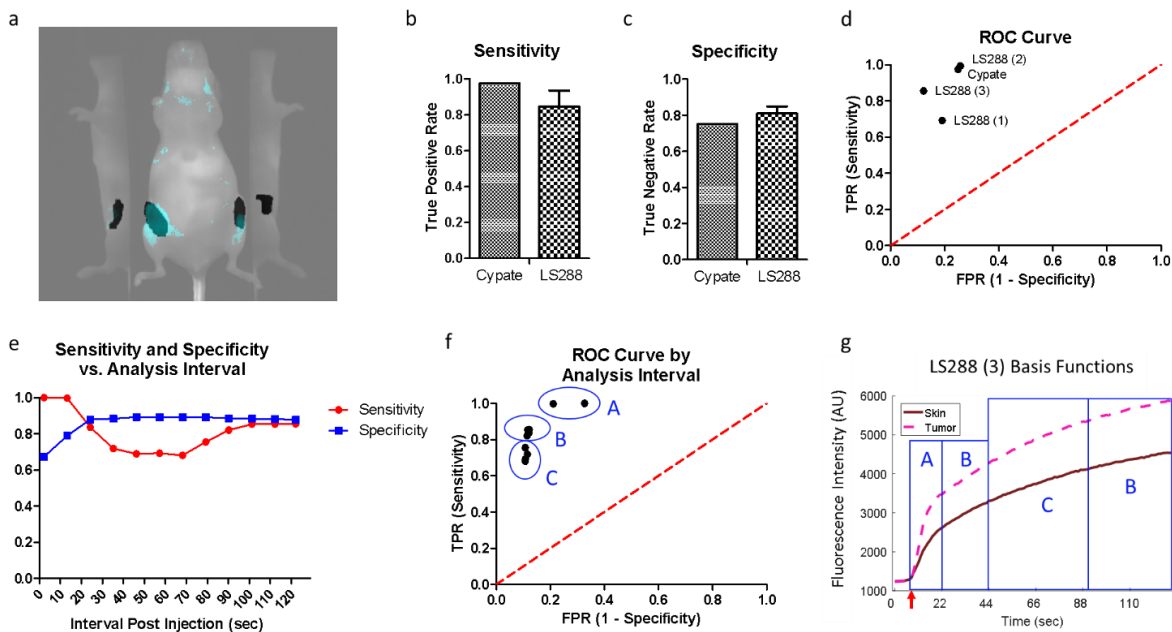 a
b
Sensitivity
True Positive Rate
1.0
0.8
0.6
0.4
0.2
0.0
Cypate
LS288
c
Specificity
True Negative Rate
1.0
0.8
0.6
0.4
0.2
0.0
Cypate
LS288
d
ROC Curve
TPR (Sensitivity)
1.0
0.8
0.6
0.4
0.2
0.0
LS288 (2)
Cypate
LS288 (3)
LS288 (1)
0.0 0.2 0.4 0.6 0.8 1.0
FPR (1 - Specificity)
e
Sensitivity and Specificity
vs. Analysis Interval
1.0
0.8
0.6
0.4
0.2
0.0
Sensitivity
Specificity
0 10 20 30 40 50 60 70 80 90 100 110 120
Interval Post Injection (sec)
f
ROC Curve by
Analysis Interval
TPR (Sensitivity)
1.0
0.8
0.6
0.4
0.2
0.0
A
B
C
0.0 0.2 0.4 0.6 0.8 1.0
FPR (1 - Specificity)
g
LS288 (3) Basis Functions
Fluorescence Intensity (AU)
6000
5000
4000
3000
2000
1000
Skin
Tumor
A
B
C
B
0 22 44 66 88 110
Time (sec)